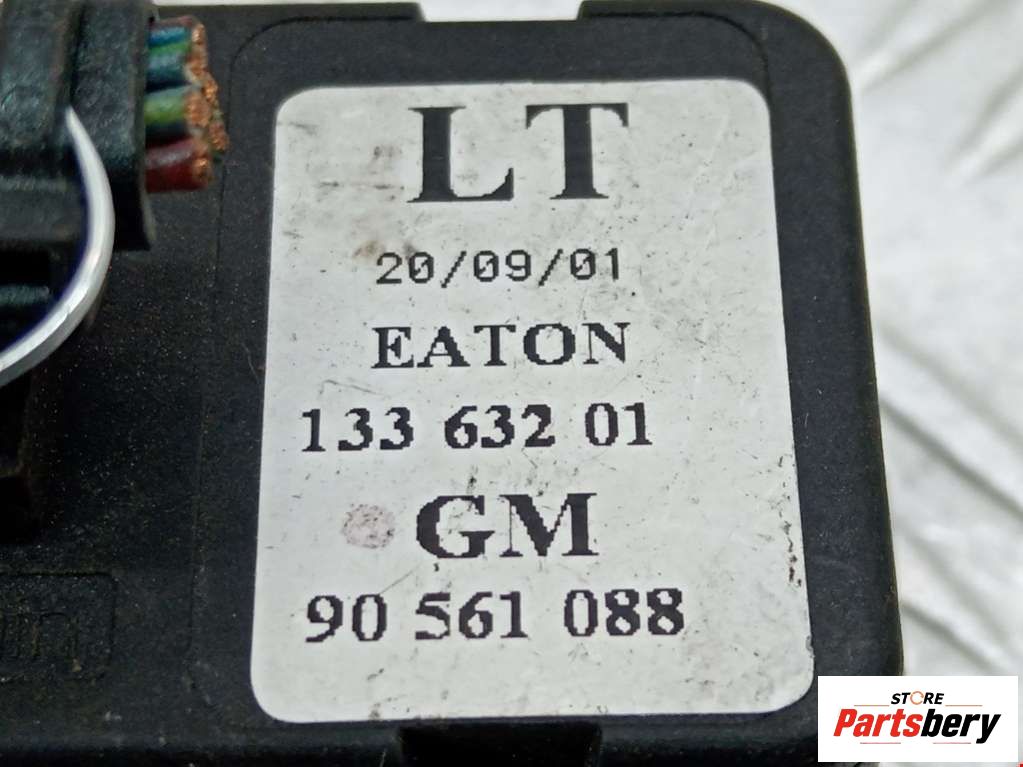 LT
20/09/01
EATON
133 632 01
GM
90 561 088
STORE
Partsbery